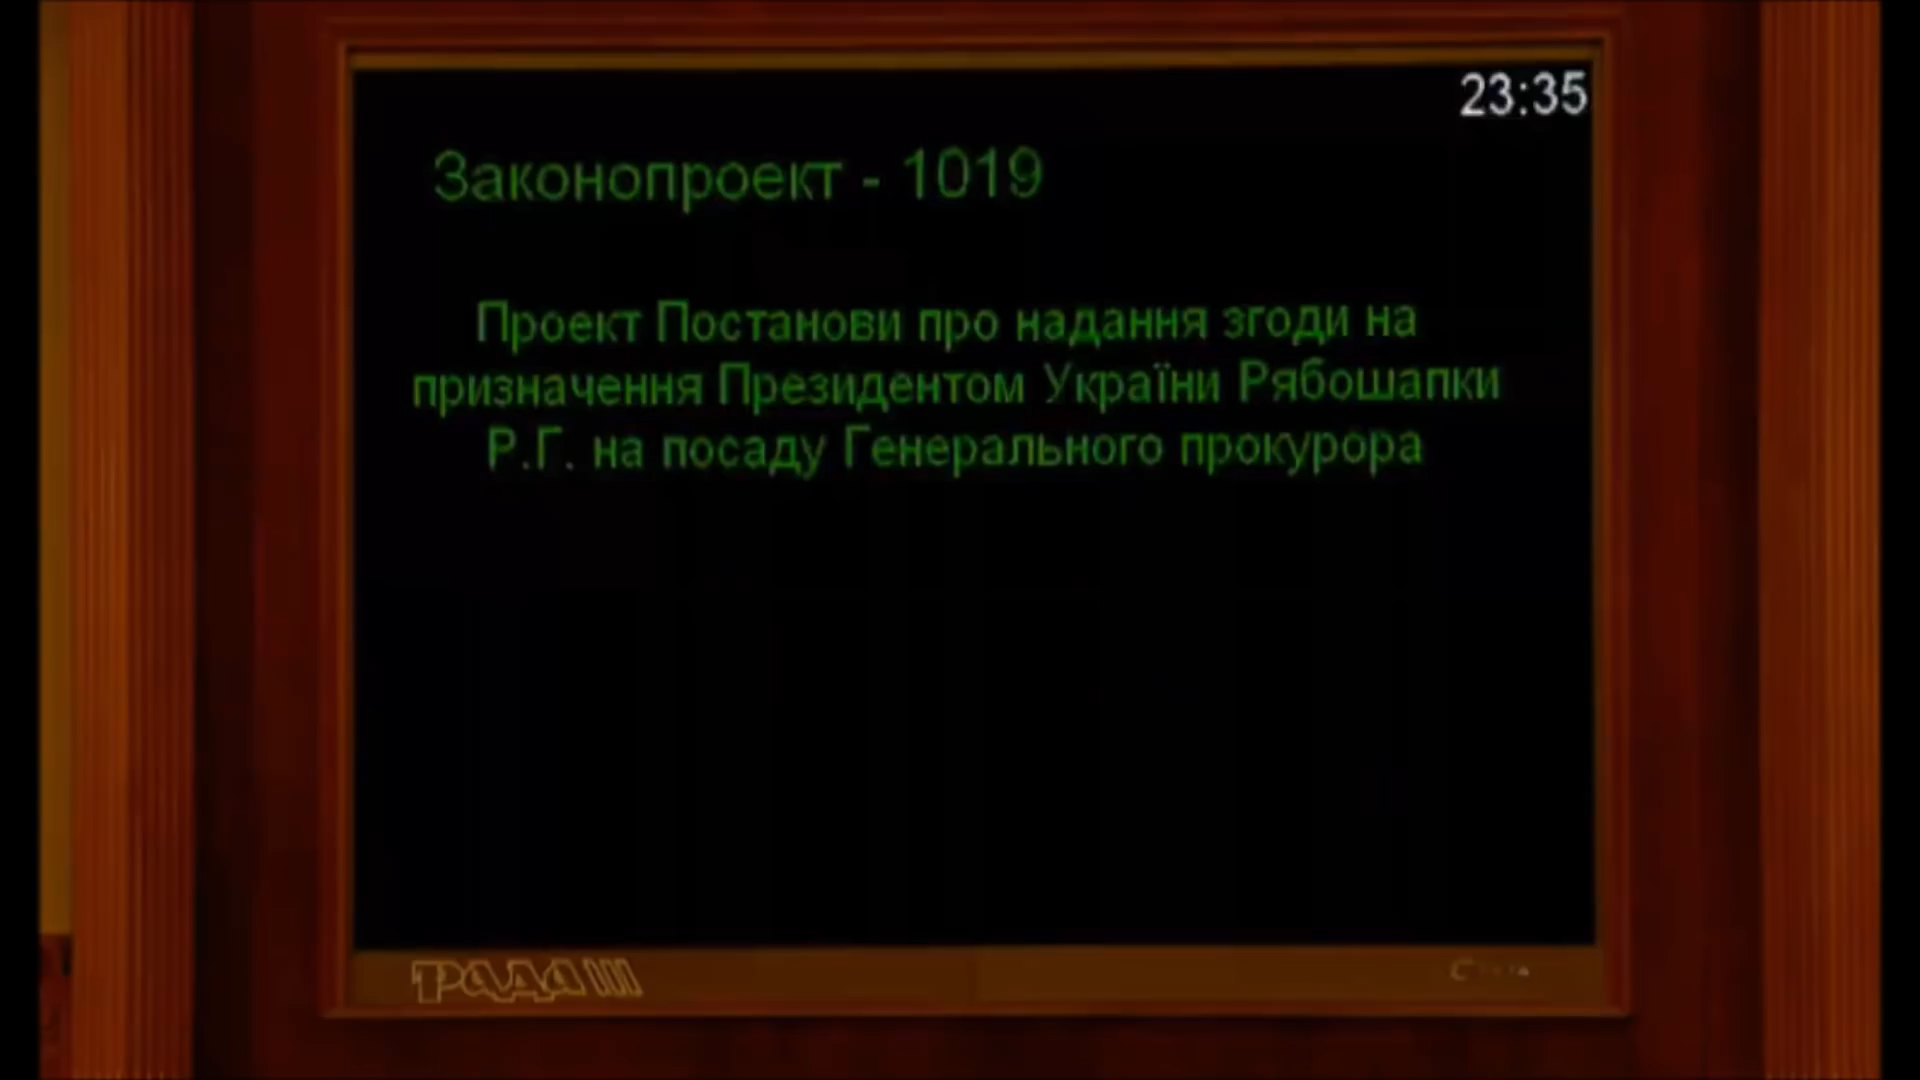 23:35
Законопроект - 1019
Проект Постанови про надання згоди на
призначення Президентом України Рябошапки
Р.Г. на посаду Генерального прокурора
РАДА III